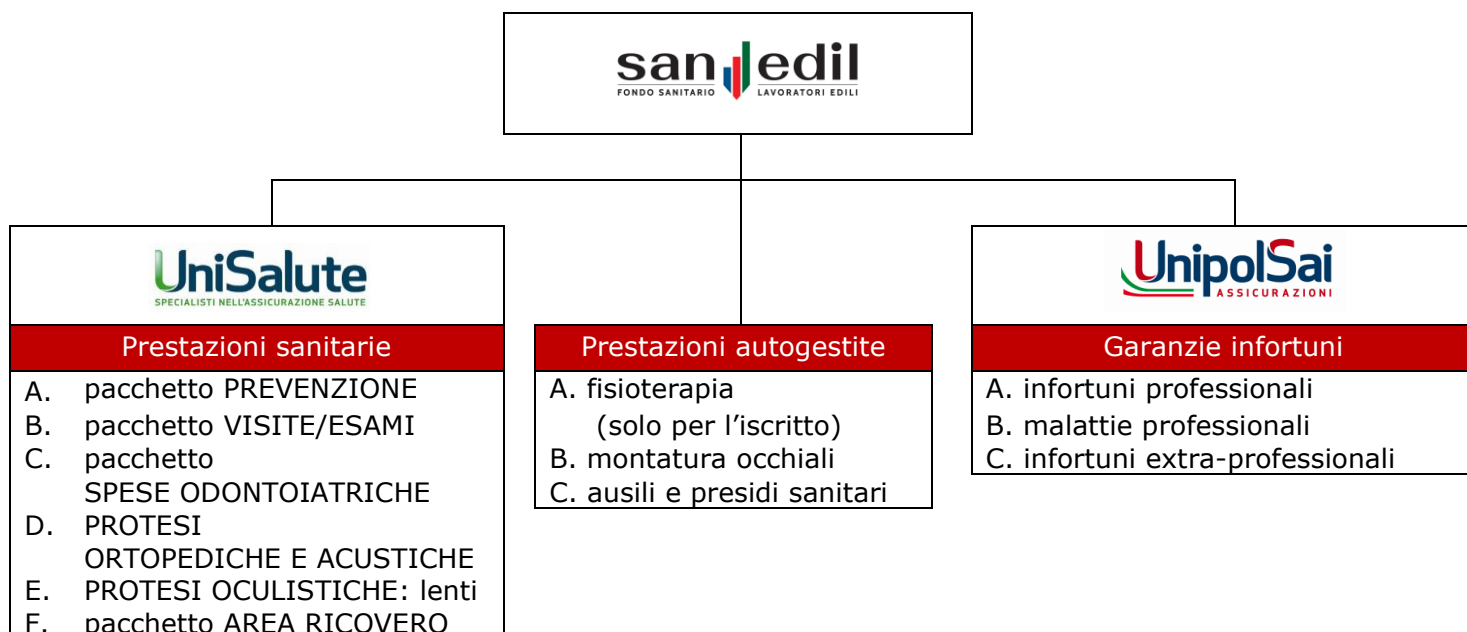 sanedil
FONDO SANITARIO LAVORATORI EDILI
UniSalute
SPECIALISTI NELL'ASSICURAZIONE SALUTE
Prestazioni sanitarie
A. pacchetto PREVENZIONE
B. pacchetto VISITE/ESAMI
C. pacchetto
SPESE ODONTOIATRICHE
D. PROTESI
ORTOPEDICHE E ACUSTICHE
E. PROTESI OCULISTICHE: lenti
F. pacchetto AREA RICOVERO
Prestazioni autogestite
A. fisioterapia
(solo per l’iscritto)
B. montatura occhiali
C. ausili e presidi sanitari
UnipolSai
ASSICURAZIONI
Garanzie infortuni
A. infortuni professionali
B. malattie professionali
C. infortuni extra-professionali